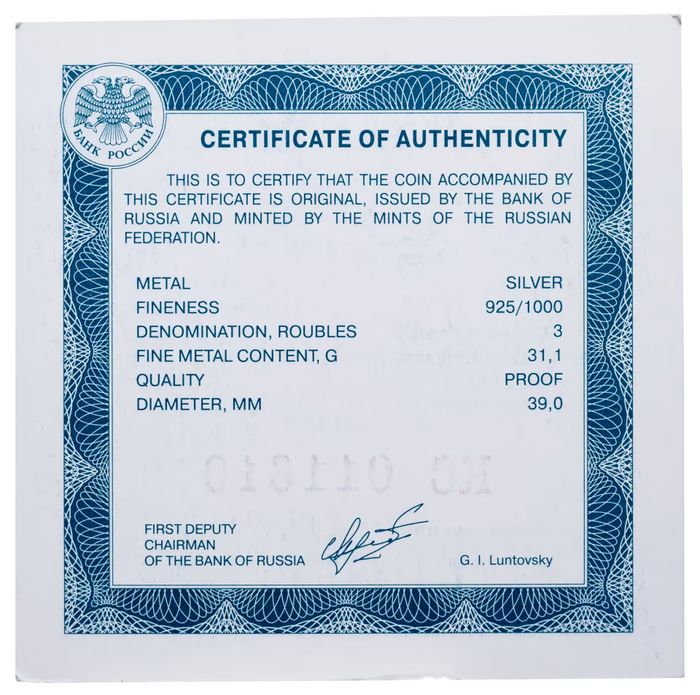 БАНК РОССИИ
CERTIFICATE OF AUTHENTICITY
THIS IS TO CERTIFY THAT THE COIN ACCOMPANIED BY
THIS CERTIFICATE IS ORIGINAL, ISSUED BY THE BANK OF
RUSSIA AND MINTED BY THE MINTS OF THE RUSSIAN
FEDERATION.
METAL SILVER
FINENESS 925/1000
DENOMINATION, ROUBLES 3
FINE METAL CONTENT, G 31,1
QUALITY PROOF
DIAMETER, MM 39,0
FIRST DEPUTY
CHAIRMAN
OF THE BANK OF RUSSIA G. I. Luntovsky